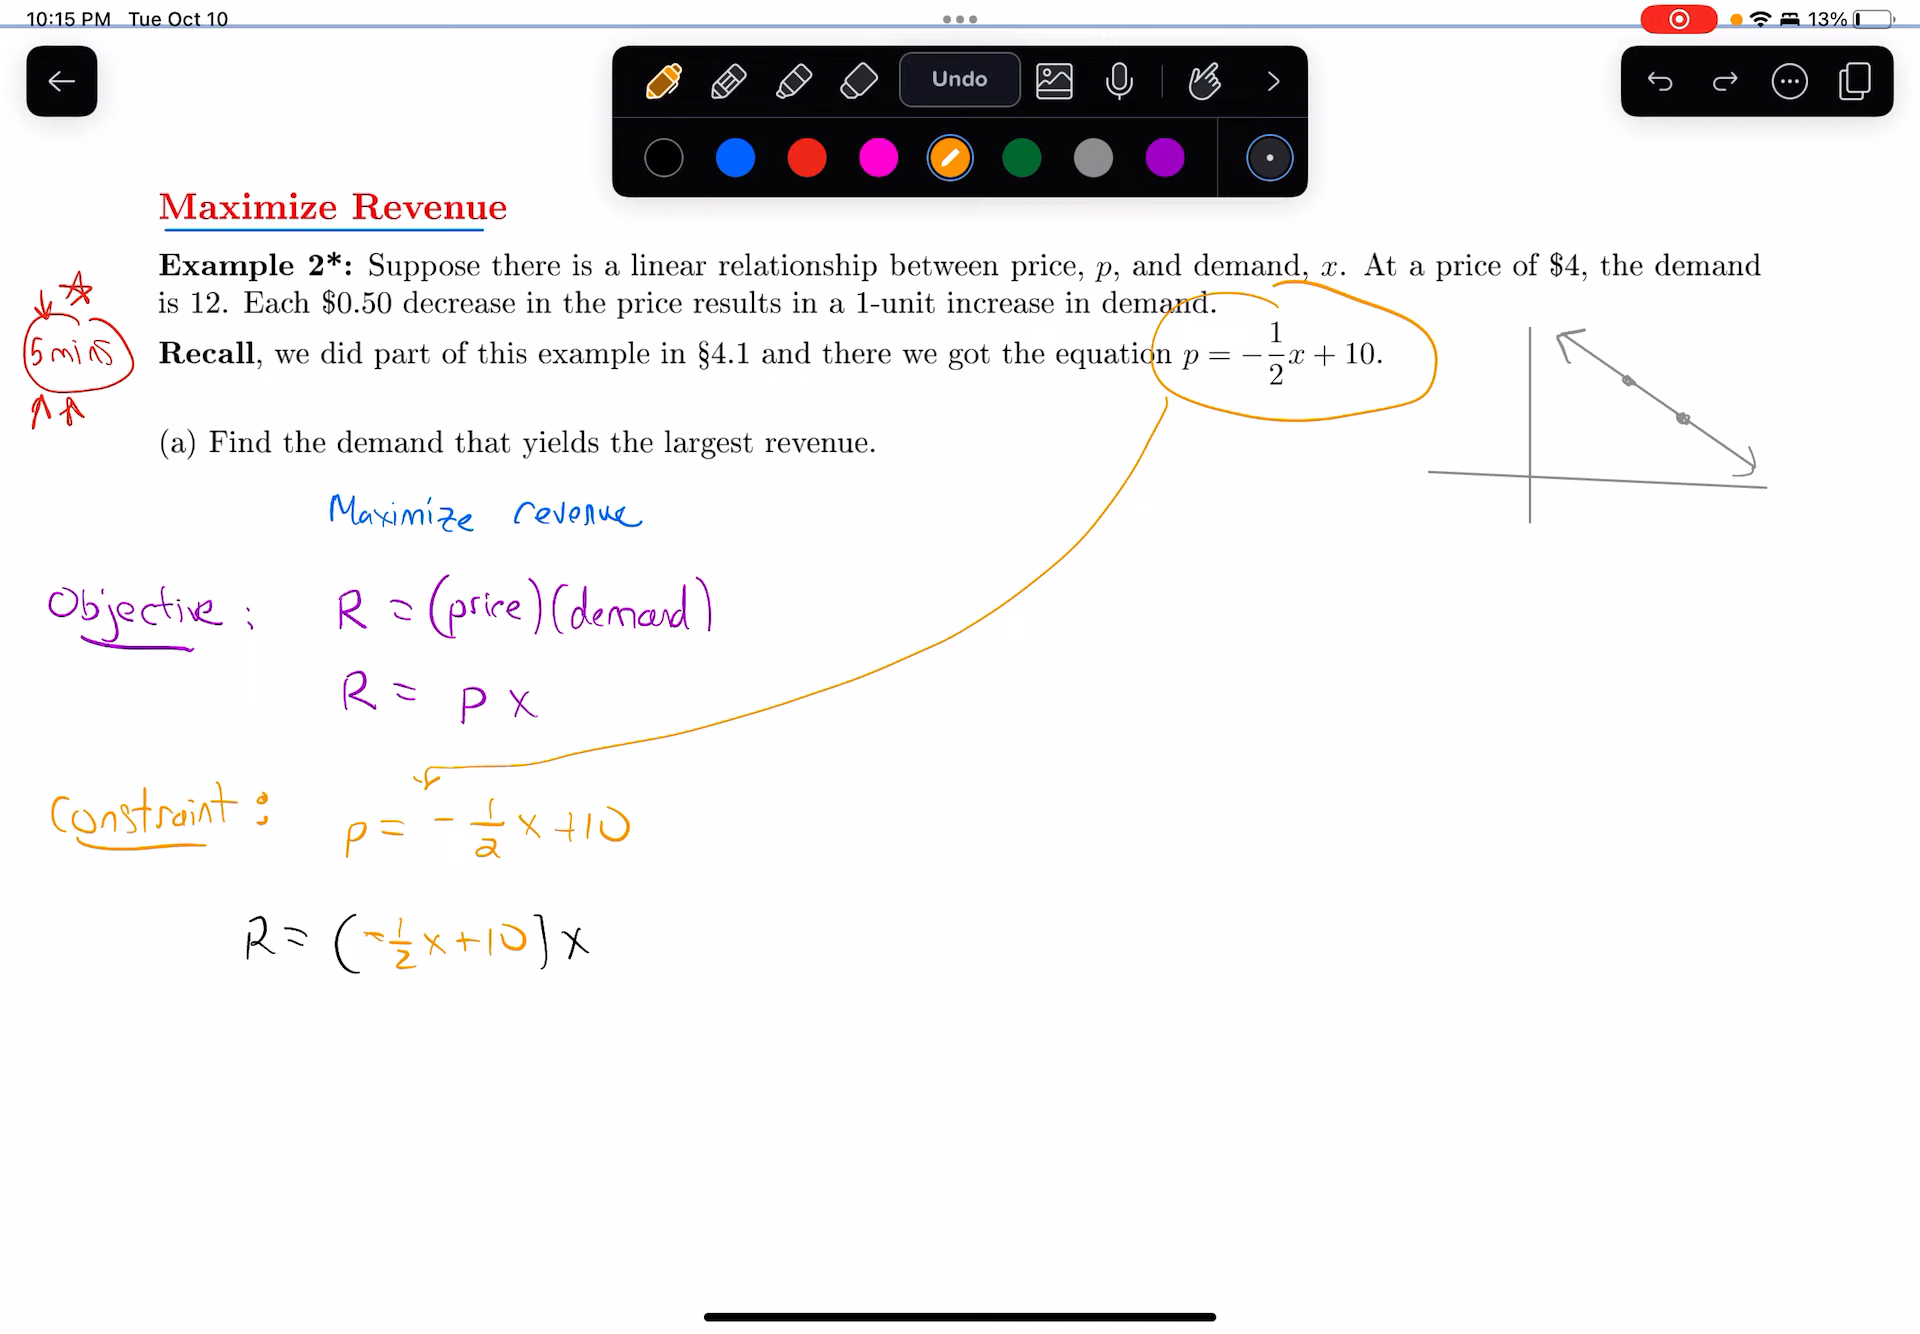 10:15 PM Tue Oct 10 13%
Undo
Maximize Revenue
Example 2*: Suppose there is a linear relationship between price, p, and demand, x. At a price of $4, the demand
is 12. Each $0.50 decrease in the price results in a 1-unit increase in demand.
5 mins
Recall, we did part of this example in §4.1 and there we got the equation p = -1/2x + 10.
(a) Find the demand that yields the largest revenue.
Maximize revenue
Objective: R = (price)(demand)
R = p x
Constraint: p = -1/2 x + 10
R = (-1/2 x + 10) x